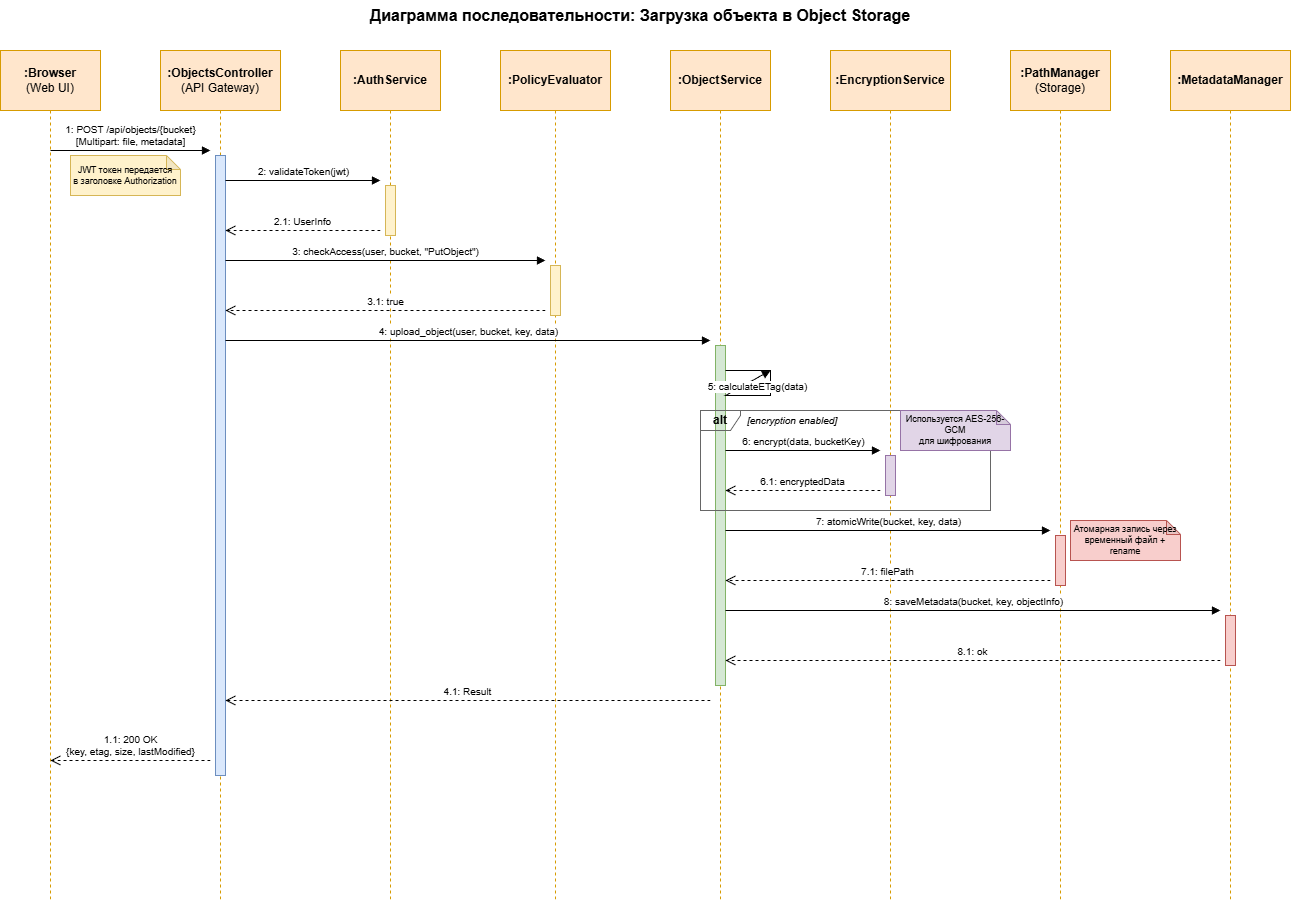 Диаграмма последовательности: Загрузка объекта в Object Storage
:Browser
(Web UI)
:ObjectsController
(API Gateway)
:AuthService
:PolicyEvaluator
:ObjectService
:EncryptionService
:PathManager
(Storage)
:MetadataManager
1: POST /api/objects/{bucket}
[Multipart: file, metadata]
JWT токен передается
в заголовке Authorization
2: validateToken(jwt)
2.1: UserInfo
3: checkAccess(user, bucket, "PutObject")
3.1: true
4: upload_object(user, bucket, key, data)
5: calculateETag(data)
alt
[encryption enabled]
Используется AES-256-
GCM
для шифрования
6: encrypt(data, bucketKey)
6.1: encryptedData
7: atomicWrite(bucket, key, data)
Атомарная запись через
временный файл +
rename
7.1: filePath
8: saveMetadata(bucket, key, objectInfo)
8.1: ok
4.1: Result
1.1: 200 OK
{key, etag, size, lastModified}